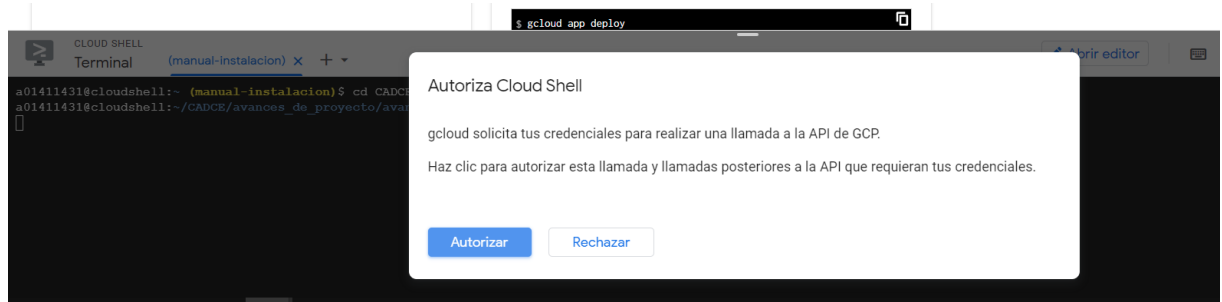 $ gcloud app deploy
CLOUD SHELL
Terminal
(manual-instalacion)
Abrir editor
a01411431@cloudshell:~ (manual-instalacion)$ cd CADCE
a01411431@cloudshell:~/CADCE/avances_de_proyecto/avan
Autoriza Cloud Shell
gcloud solicita tus credenciales para realizar una llamada a la API de GCP.
Haz clic para autorizar esta llamada y llamadas posteriores a la API que requieran tus credenciales.
Autorizar
Rechazar